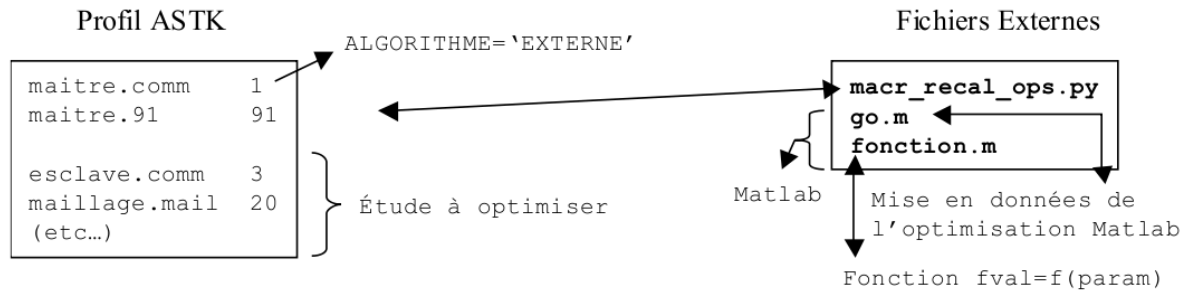 Profil ASTK
Fichiers Externes
ALGORITHME=‘EXTERNE’
maitre.comm 1
maitre.91 91
esclave.comm 3
maillage.mail 20
(etc…)
Étude à optimiser
macr_recal_ops.py
go.m
fonction.m
Matlab
Mise en données de
l’optimisation Matlab
Fonction fval=f(param)